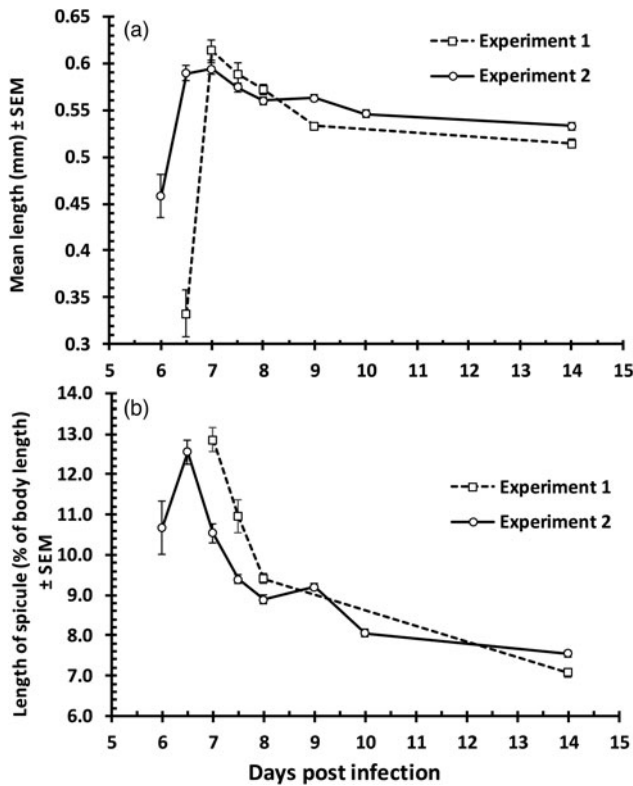 (a)
Experiment 1
Experiment 2
Mean length (mm) ± SEM
0.65
0.6
0.55
0.5
0.45
0.4
0.35
0.3
5 6 7 8 9 10 11 12 13 14 15
(b)
Experiment 1
Experiment 2
Length of spicule (% of body length)
± SEM
14.0
13.0
12.0
11.0
10.0
9.0
8.0
7.0
6.0
5 6 7 8 9 10 11 12 13 14 15
Days post infection